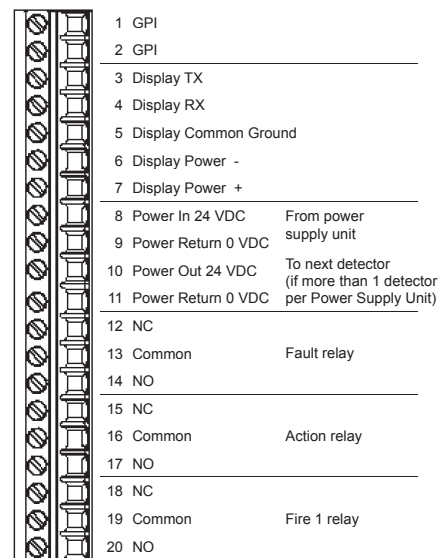 1 GPI
2 GPI
3 Display TX
4 Display RX
5 Display Common Ground
6 Display Power -
7 Display Power +
8 Power In 24 VDC
9 Power Return 0 VDC
From power
supply unit
10 Power Out 24 VDC
11 Power Return 0 VDC
To next detector
(if more than 1 detector
per Power Supply Unit)
12 NC
13 Common Fault relay
14 NO
15 NC
16 Common Action relay
17 NO
18 NC
19 Common Fire 1 relay
20 NO